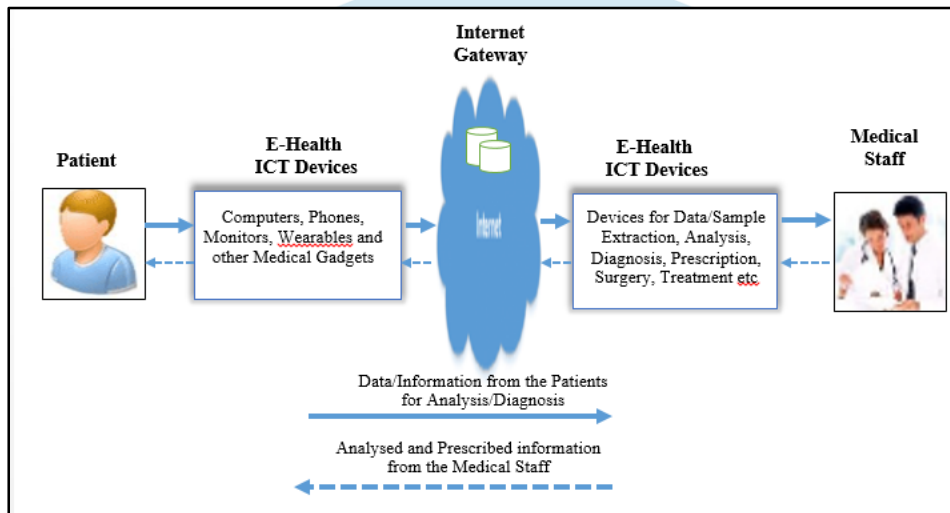 Internet
Gateway
E-Health
ICT Devices
E-Health
ICT Devices
Medical
Staff
Patient
Computers, Phones,
Monitors, Wearables and
other Medical Gadgets
Internet
Devices for Data/Sample
Extraction, Analysis,
Diagnosis, Prescription,
Surgery, Treatment etc
Data/Information from the Patients
for Analysis/Diagnosis
Analysed and Prescribed information
from the Medical Staff